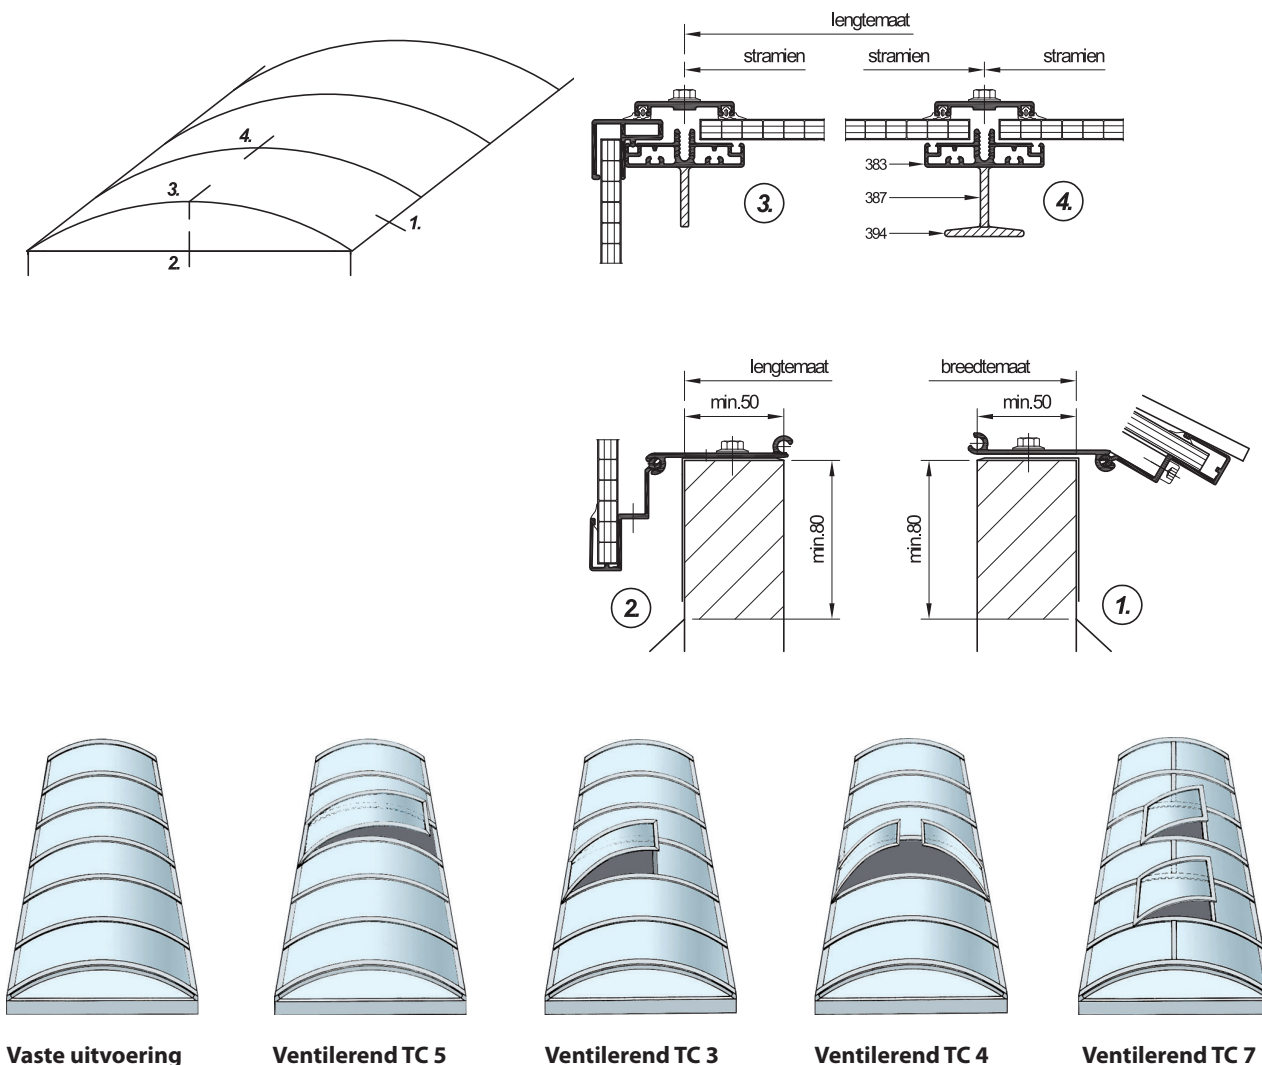 lengtemaat
stramien stramien stramien
4.
3.
1.
2.
383
387
394
3. 4.
lengtemaat breedtemaat
min.50 min.50
min.80 min.80
2. 1.
Vaste uitvoering Ventilerend TC 5 Ventilerend TC 3 Ventilerend TC 4 Ventilerend TC 7